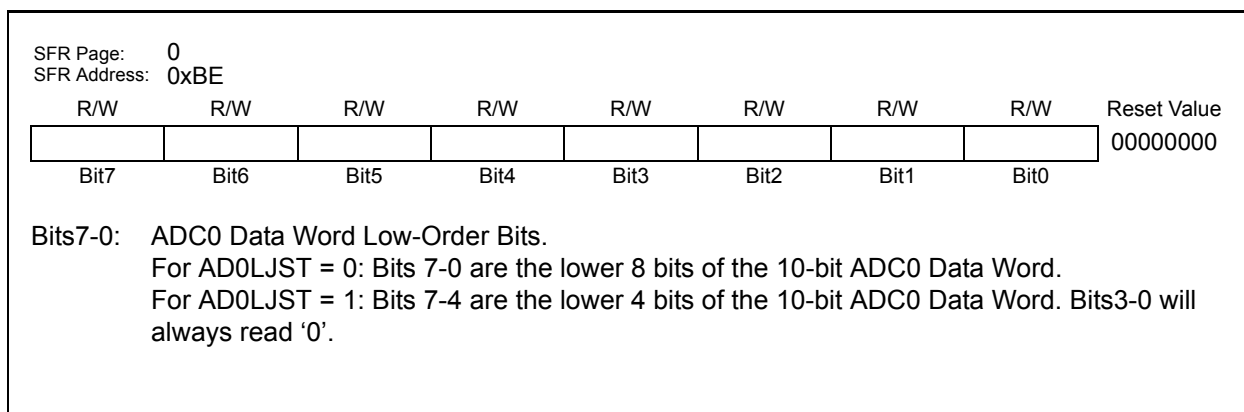 SFR Page: 0
SFR Address: 0xBE
R/W R/W R/W R/W R/W R/W R/W R/W Reset Value
00000000
Bit7 Bit6 Bit5 Bit4 Bit3 Bit2 Bit1 Bit0
Bits7-0: ADC0 Data Word Low-Order Bits.
For AD0LJST = 0: Bits 7-0 are the lower 8 bits of the 10-bit ADC0 Data Word.
For AD0LJST = 1: Bits 7-4 are the lower 4 bits of the 10-bit ADC0 Data Word. Bits3-0 will
always read ‘0’.